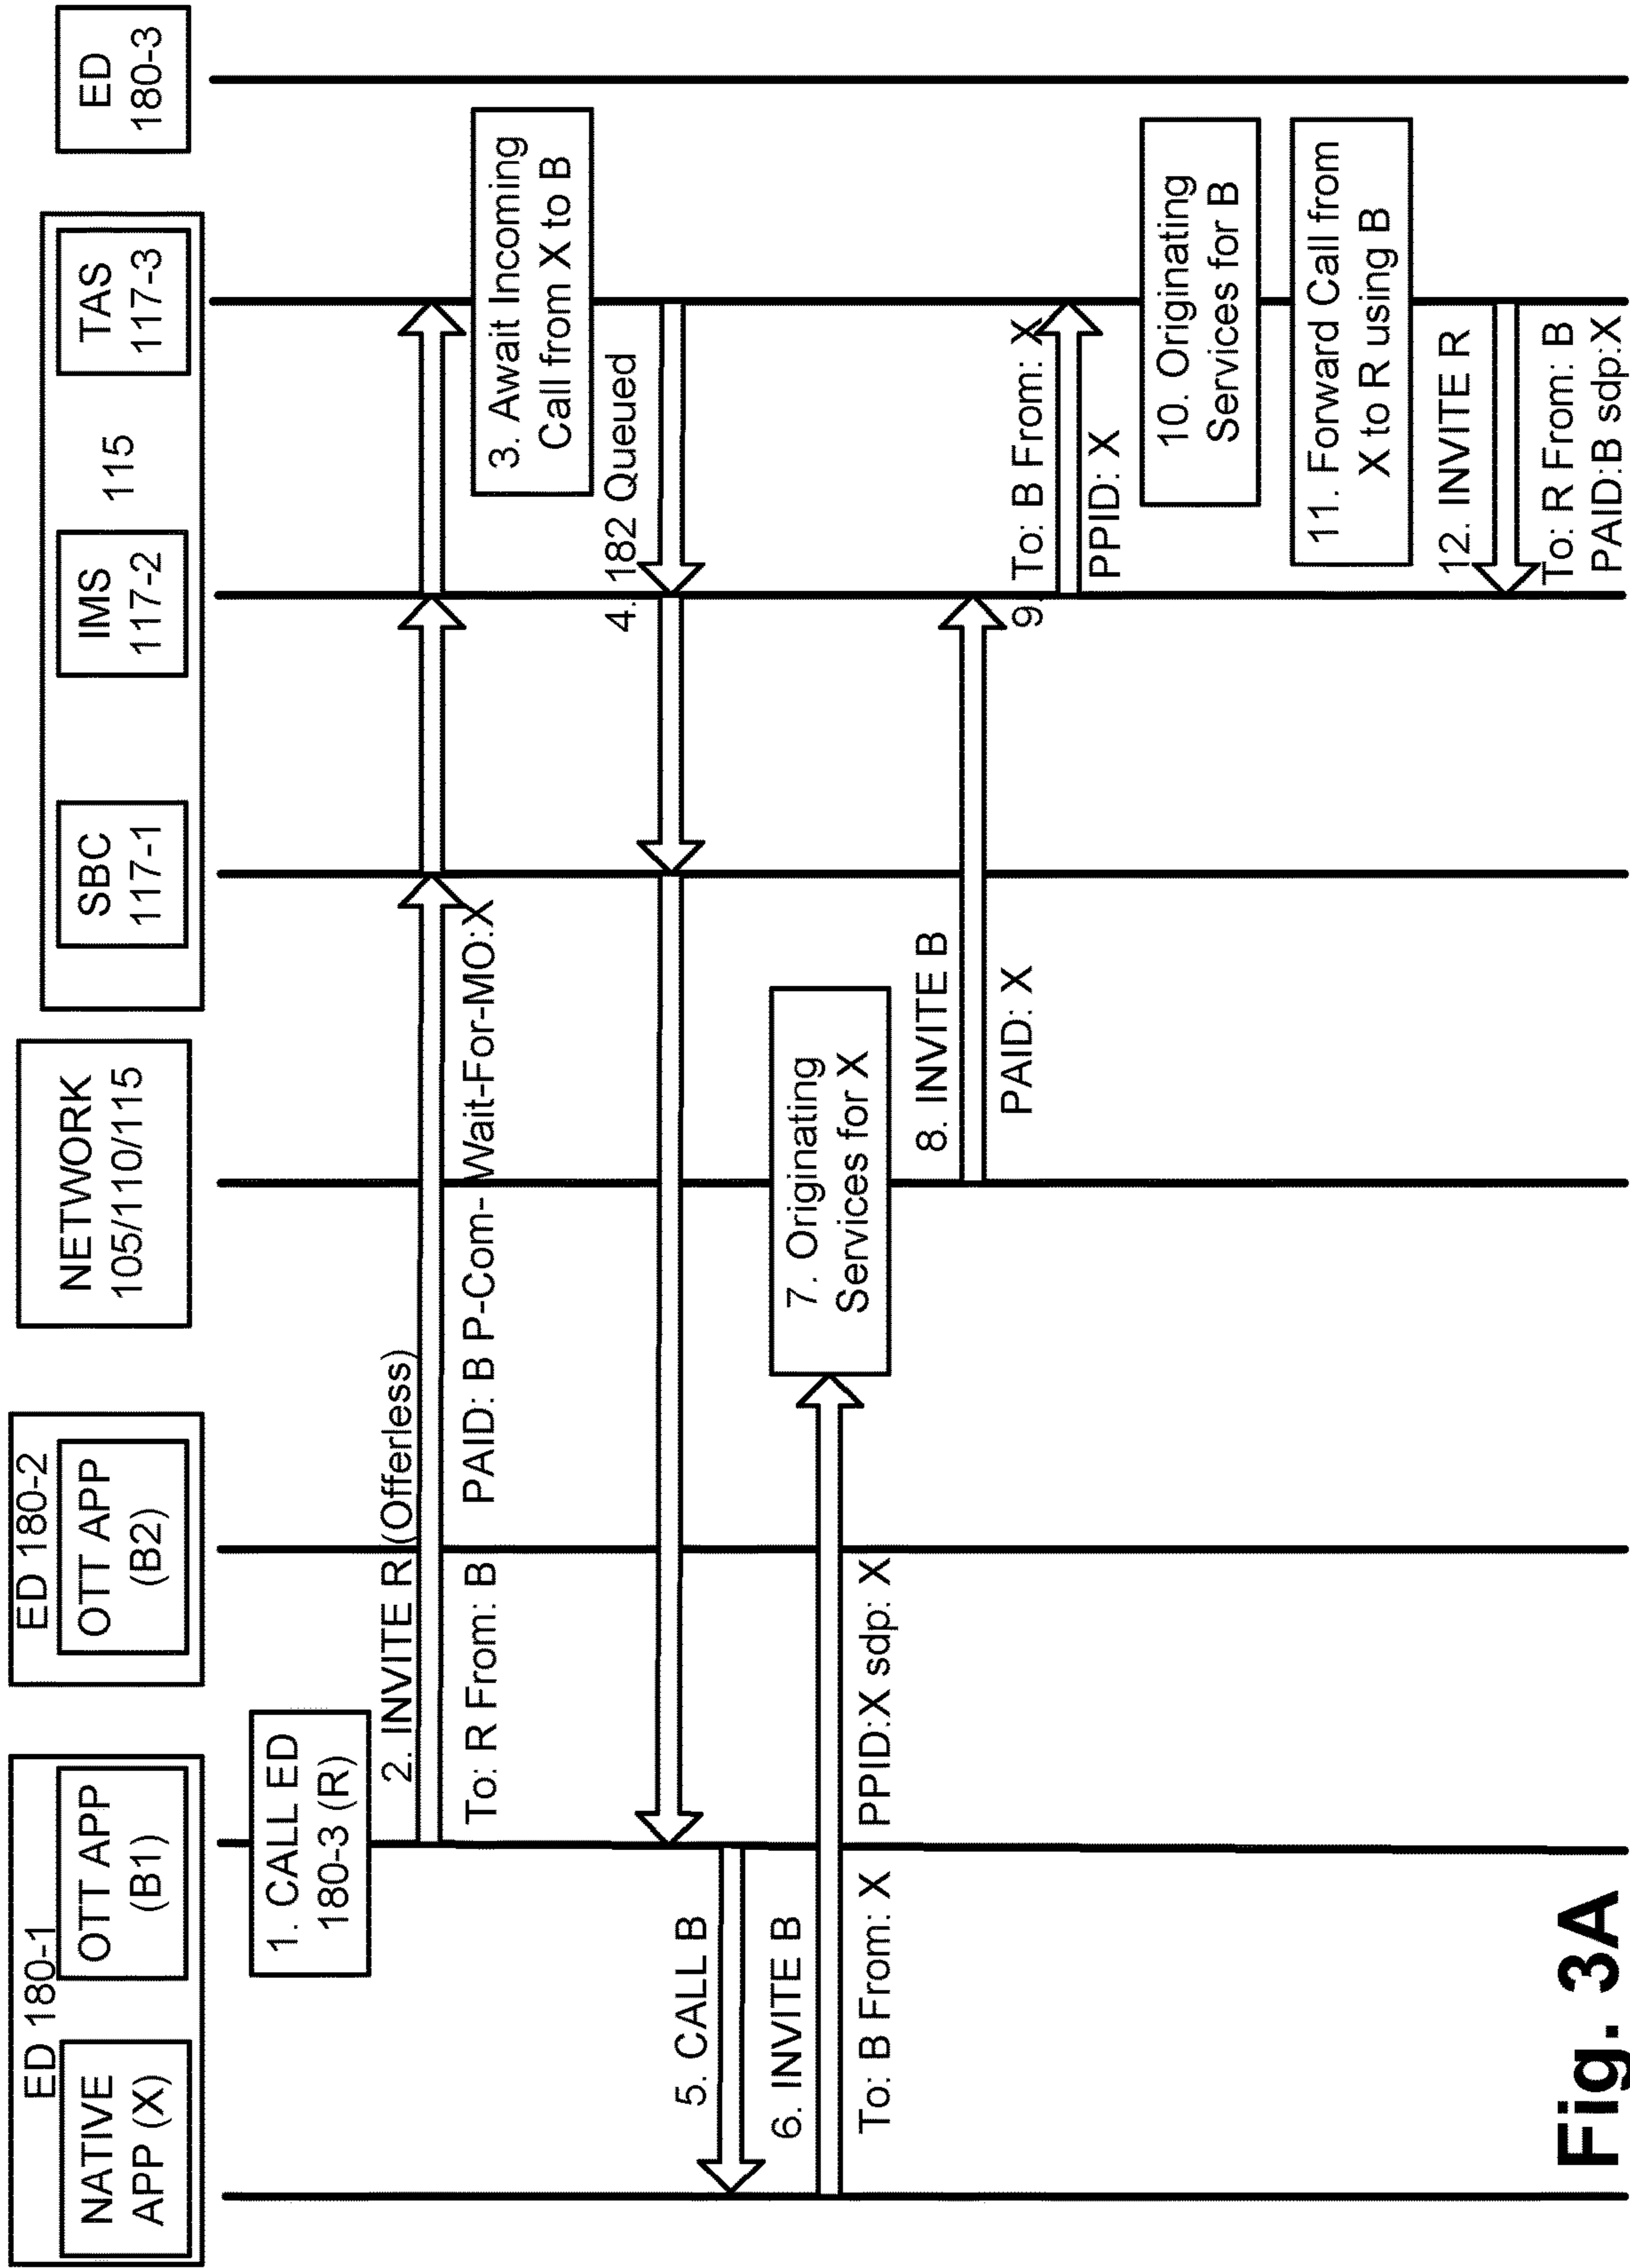 ED 180-1
NATIVE
APP (X)
OTT APP
(B1)
ED 180-2
OTT APP
(B2)
NETWORK
105/110/115
SBC
117-1
IMS
117-2
115
TAS
117-3
ED
180-3
1. CALL ED
180-3 (R)
2. INVITE R (Offerless)
To: R From: B
PAID: B P-Com- Wait-For-MO:X
3. Await Incoming
Call from X to B
4. 182 Queued
5. CALL B
6. INVITE B
To: B From: X
PPID:X sdp: X
7. Originating
Services for X
8. INVITE B
PAID: X
9. To: B From: X
PPID: X
10. Originating
Services for B
11. Forward Call from
X to R using B
12. INVITE R
To: R From: B
PAID:B sdp:X
Fig. 3A